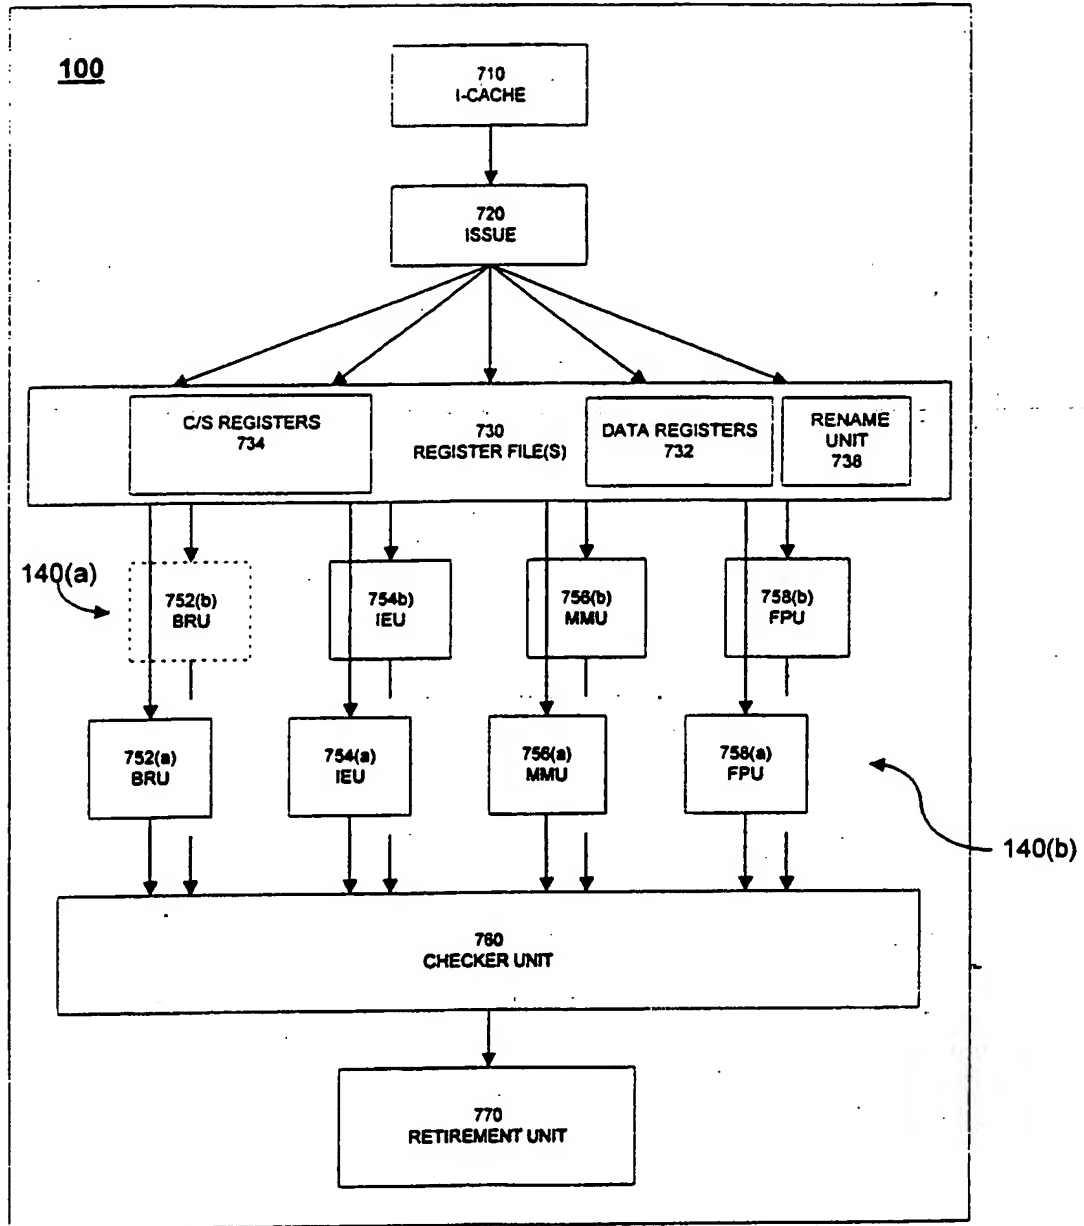 100
710
I-CACHE
720
ISSUE
C/S REGISTERS
734
730
REGISTER FILE(S)
DATA REGISTERS
732
RENAME
UNIT
738
140(a)
752(b)
BRU
754b)
IEU
756(b)
MMU
758(b)
FPU
752(a)
BRU
754(a)
IEU
756(a)
MMU
758(a)
FPU
140(b)
760
CHECKER UNIT
770
RETIREMENT UNIT